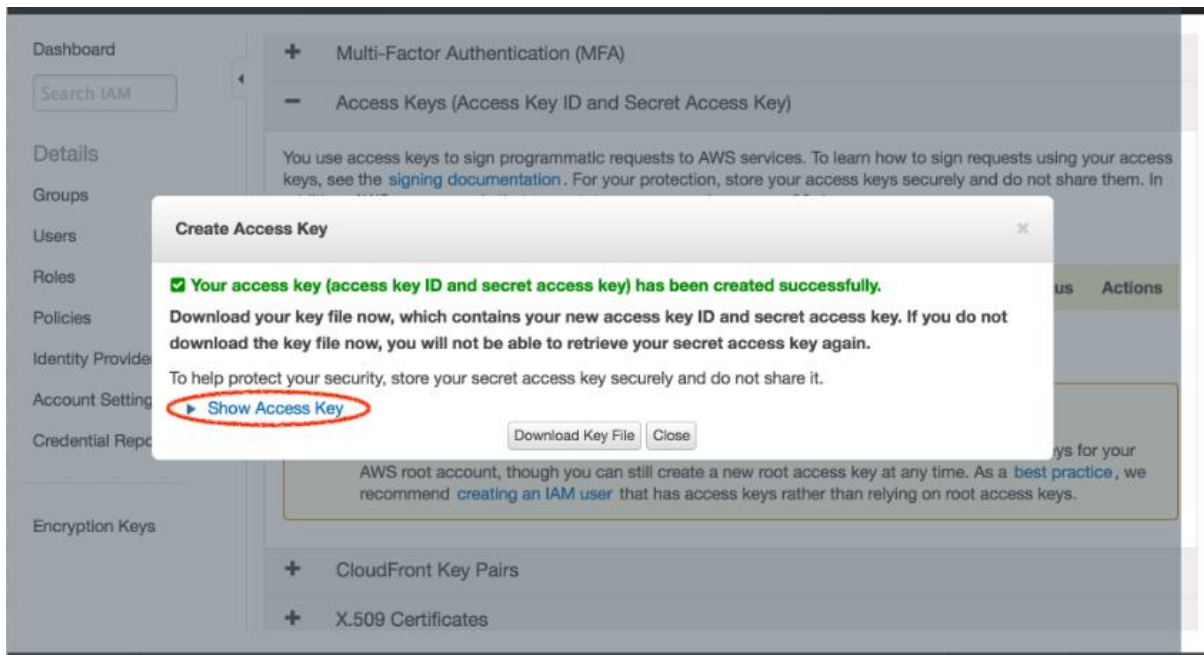 Dashboard
Search IAM
Details
Groups
Users
Roles
Policies
Identity Provide
Account Setting
Credential Repo
Encryption Keys
+ Multi-Factor Authentication (MFA)
− Access Keys (Access Key ID and Secret Access Key)
You use access keys to sign programmatic requests to AWS services. To learn how to sign requests using your access
keys, see the signing documentation. For your protection, store your access keys securely and do not share them. In
us Actions
Create Access Key ×
Your access key (access key ID and secret access key) has been created successfully.
Download your key file now, which contains your new access key ID and secret access key. If you do not
download the key file now, you will not be able to retrieve your secret access key again.
To help protect your security, store your secret access key securely and do not share it.
Show Access Key
Download Key File Close
ys for your
AWS root account, though you can still create a new root access key at any time. As a best practice, we
recommend creating an IAM user that has access keys rather than relying on root access keys.
+ CloudFront Key Pairs
+ X.509 Certificates